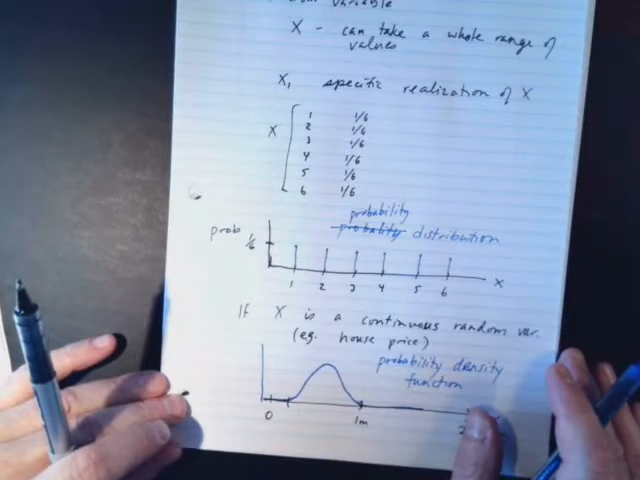 variable
X - can take a whole range of
values
X₁ specific realization of X
X
1 1/6
2 1/6
3 1/6
4 1/6
5 1/6
6 1/6
probability
prob 1/6 probality distribution
1 2 3 4 5 6 X
If X is a continuous random var.
(eg. house price)
probability density
function
0 1m